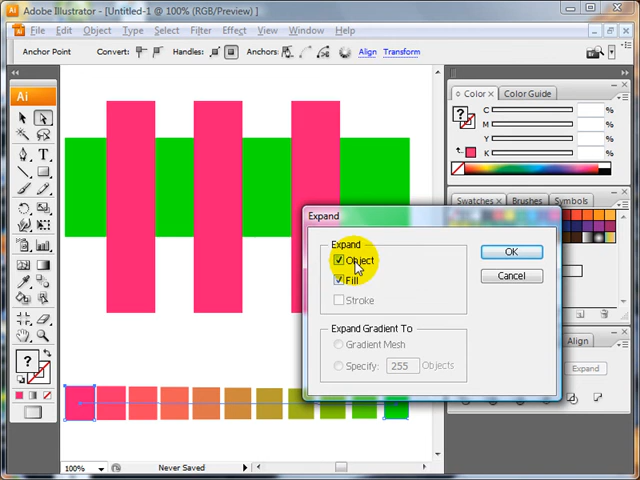 Ai Adobe Illustrator - [Untitled-1 @ 100% (RGB/Preview) *]
File Edit Object Type Select Filter Effect View Window Help
Anchor Point Convert: Handles: Anchors: Align Transform
Ai
Color Color Guide
? C %
M %
Y %
K %
Swatches Brushes Symbols
Expand
Expand
Object
Fill
Stroke
OK
Cancel
Expand Gradient To
Gradient Mesh
Specify: 255 Objects
Align
Expand
T
?
100% Never Saved